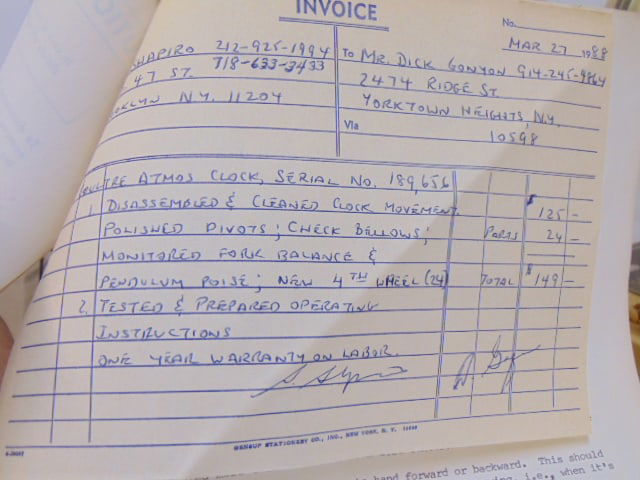 INVOICE
No.
MAR 27 1988
SHAPIRO 212-925-1994
718-633-3433
47 ST.
N.Y. 11204
To MR. DICK GONYON 914-245-9864
2474 RIDGE ST
YORKTOWN HEIGHTS, N.Y.
Via 10598
ATMOS CLOCK, SERIAL NO. 189,656
1. DISASSEMBLED & CLEANED CLOCK MOVEMENT. $125 -
POLISHED PIVOTS; CHECK BELLOWS; PARTS 24 -
MONITORED FORK BALANCE &
PENDULUM POISE; NEW 4TH WHEEL (24) TOTAL $149 -
2. TESTED & PREPARED OPERATING
INSTRUCTIONS
ONE YEAR WARRANTY ON LABOR.
STATIONERY CO., INC., NEW YORK, N. Y.
hand forward or backward. This should
i.e., when it's